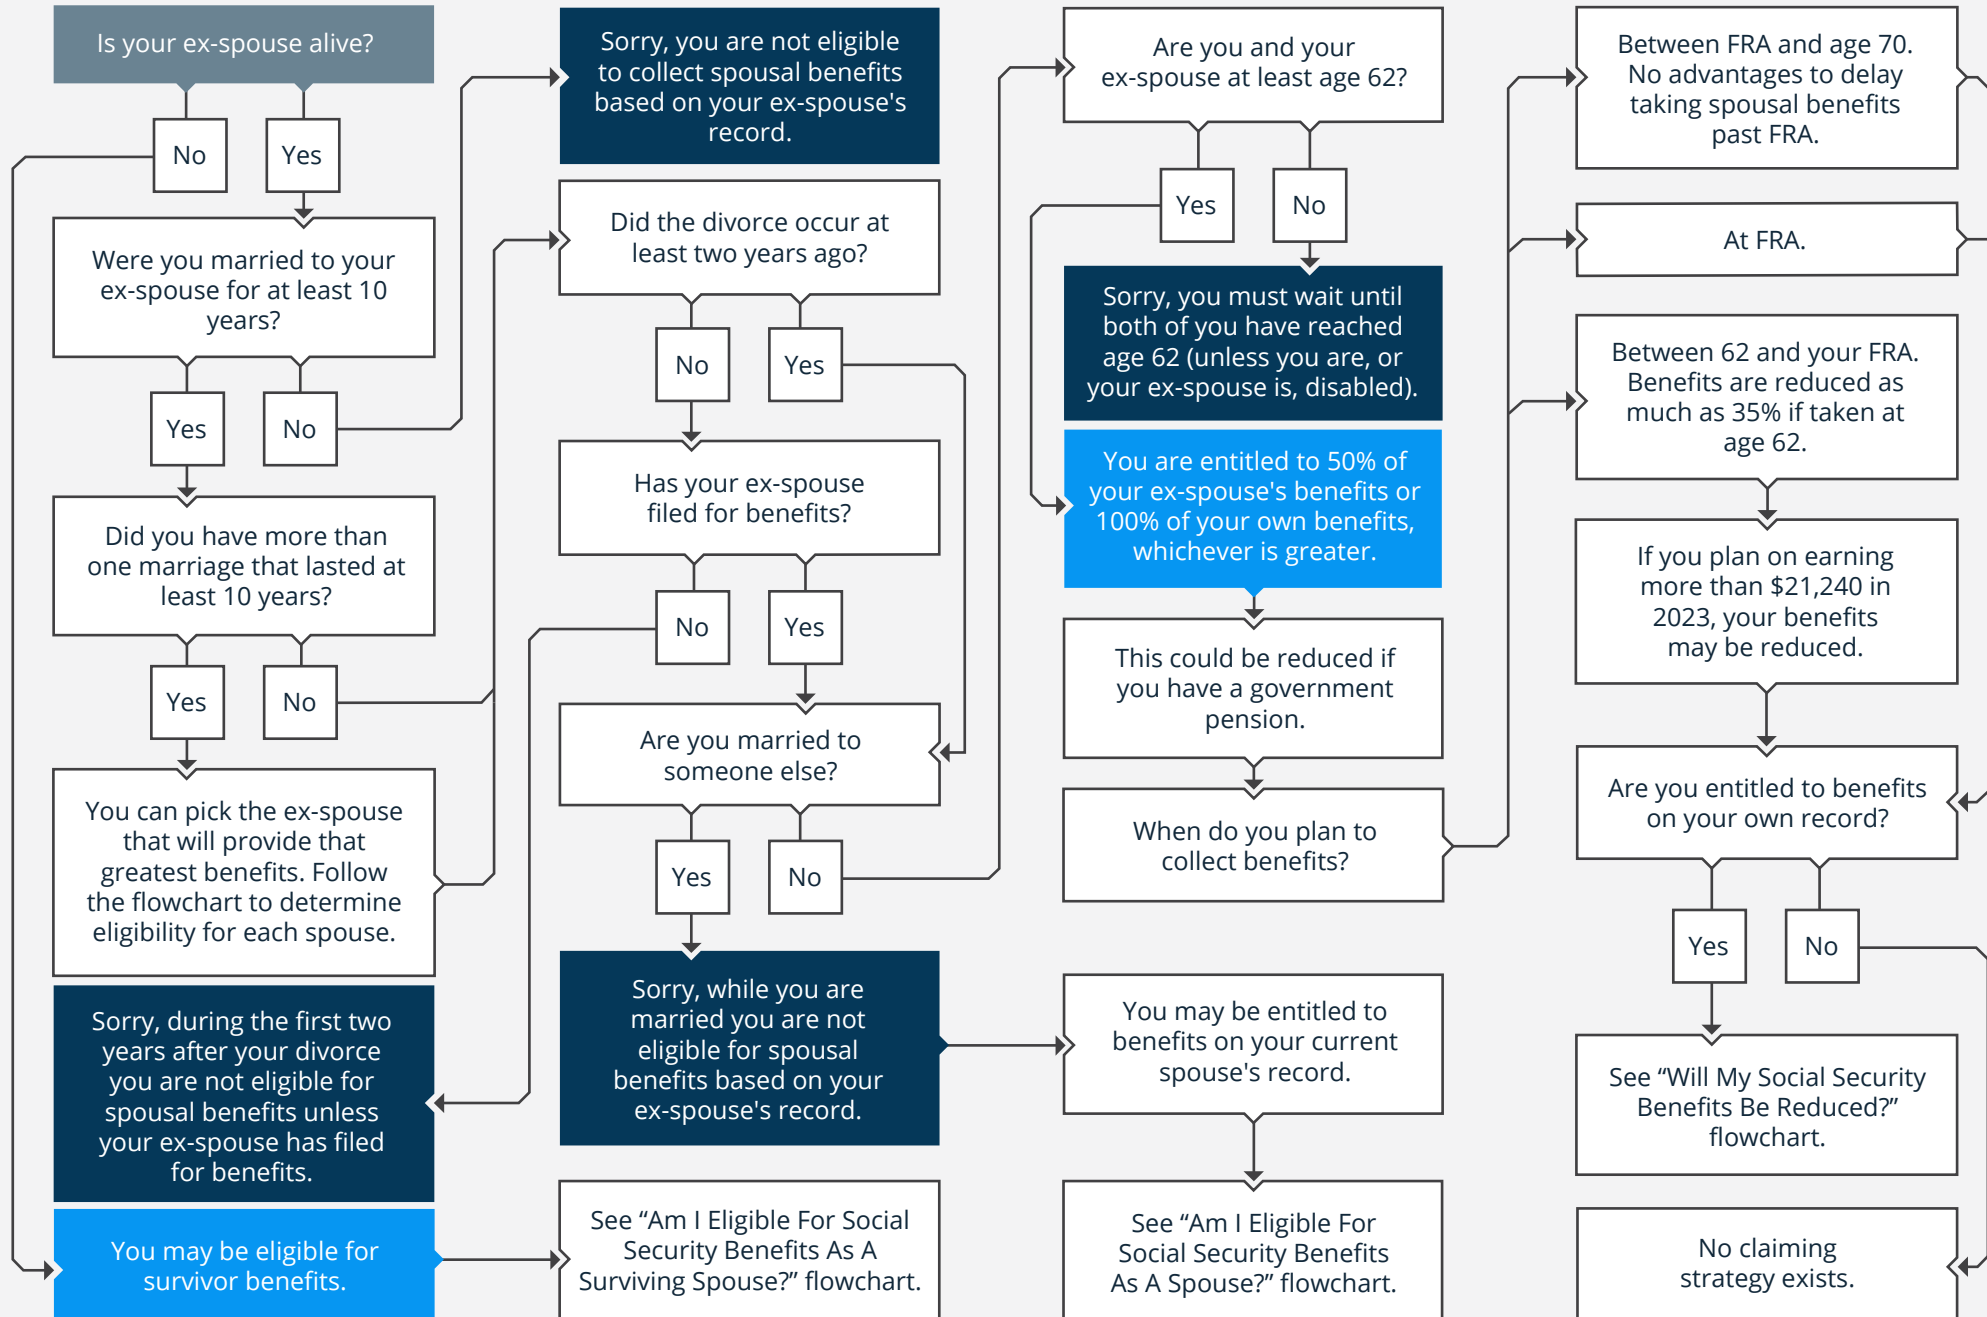 Is your ex-spouse alive?
No
Yes
Were you married to your
ex-spouse for at least 10
years?
Yes
No
Did you have more than
one marriage that lasted at
least 10 years?
Yes
No
You can pick the ex-spouse
that will provide that
greatest benefits. Follow
the flowchart to determine
eligibility for each spouse.
Sorry, during the first two
years after your divorce
you are not eligible for
spousal benefits unless
your ex-spouse has filed
for benefits.
You may be eligible for
survivor benefits.
Sorry, you are not eligible
to collect spousal benefits
based on your ex-spouse's
record.
Did the divorce occur at
least two years ago?
No
Yes
Has your ex-spouse
filed for benefits?
No
Yes
Are you married to
someone else?
Yes
No
Sorry, while you are
married you are not
eligible for spousal
benefits based on your
ex-spouse's record.
See “Am I Eligible For Social
Security Benefits As A
Surviving Spouse?” flowchart.
Are you and your
ex-spouse at least age 62?
Yes
No
Sorry, you must wait until
both of you have reached
age 62 (unless you are, or
your ex-spouse is, disabled).
You are entitled to 50% of
your ex-spouse's benefits or
100% of your own benefits,
whichever is greater.
This could be reduced if
you have a government
pension.
When do you plan to
collect benefits?
You may be entitled to
benefits on your current
spouse's record.
See “Am I Eligible For
Social Security Benefits
As A Spouse?” flowchart.
Between FRA and age 70.
No advantages to delay
taking spousal benefits
past FRA.
At FRA.
Between 62 and your FRA.
Benefits are reduced as
much as 35% if taken at
age 62.
If you plan on earning
more than $21,240 in
2023, your benefits
may be reduced.
Are you entitled to benefits
on your own record?
Yes
No
See “Will My Social Security
Benefits Be Reduced?”
flowchart.
No claiming
strategy exists.